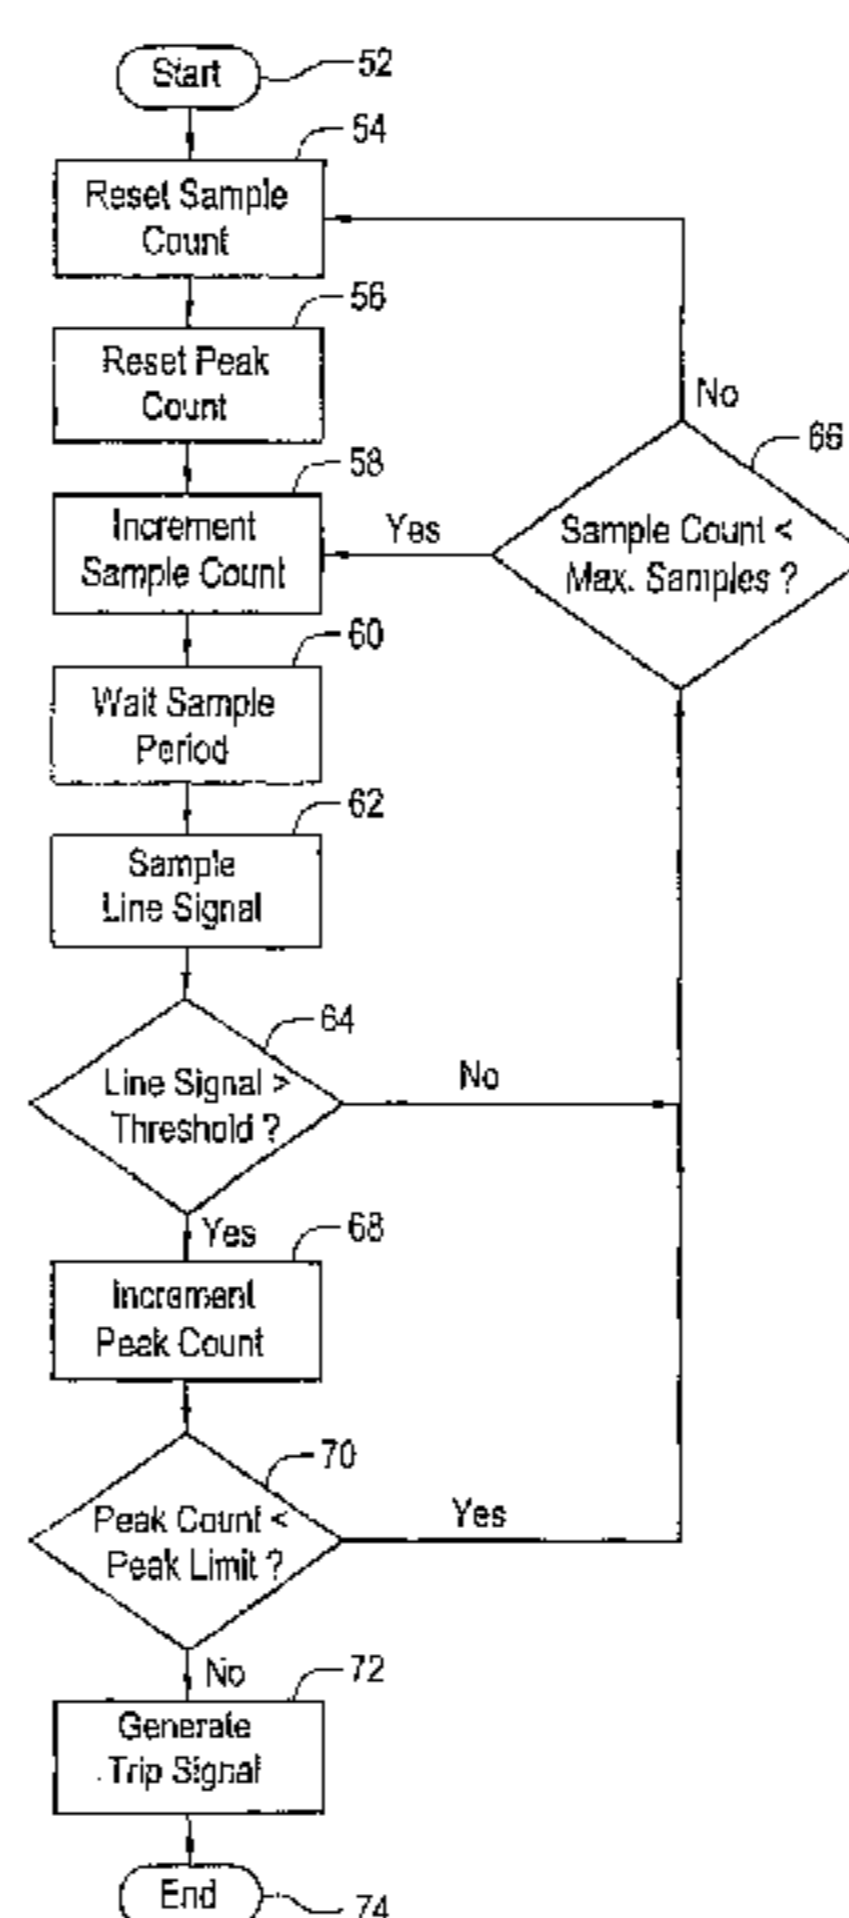 Start
52
54
Reset Sample
Count
56
Reset Peak
Count
No
66
58
Increment
Sample Count
Yes
Sample Count <
Max. Samples ?
60
Wait Sample
Period
62
Sample
Line Signal
64
Line Signal >
Threshold ?
No
Yes
68
Increment
Peak Count
70
Peak Count <
Peak Limit ?
Yes
No
72
Generate
Trip Signal
End
74